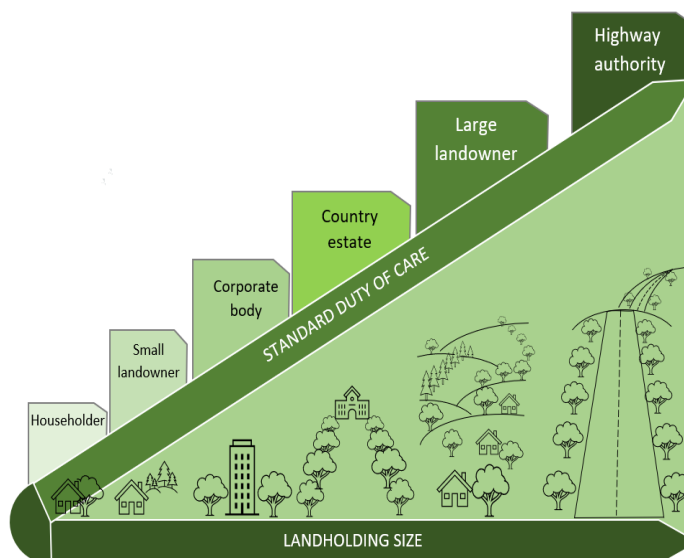 Highway
authority
Large
landowner
Country
estate
Corporate
body
Small
landowner
Householder
STANDARD DUTY OF CARE
LANDHOLDING SIZE